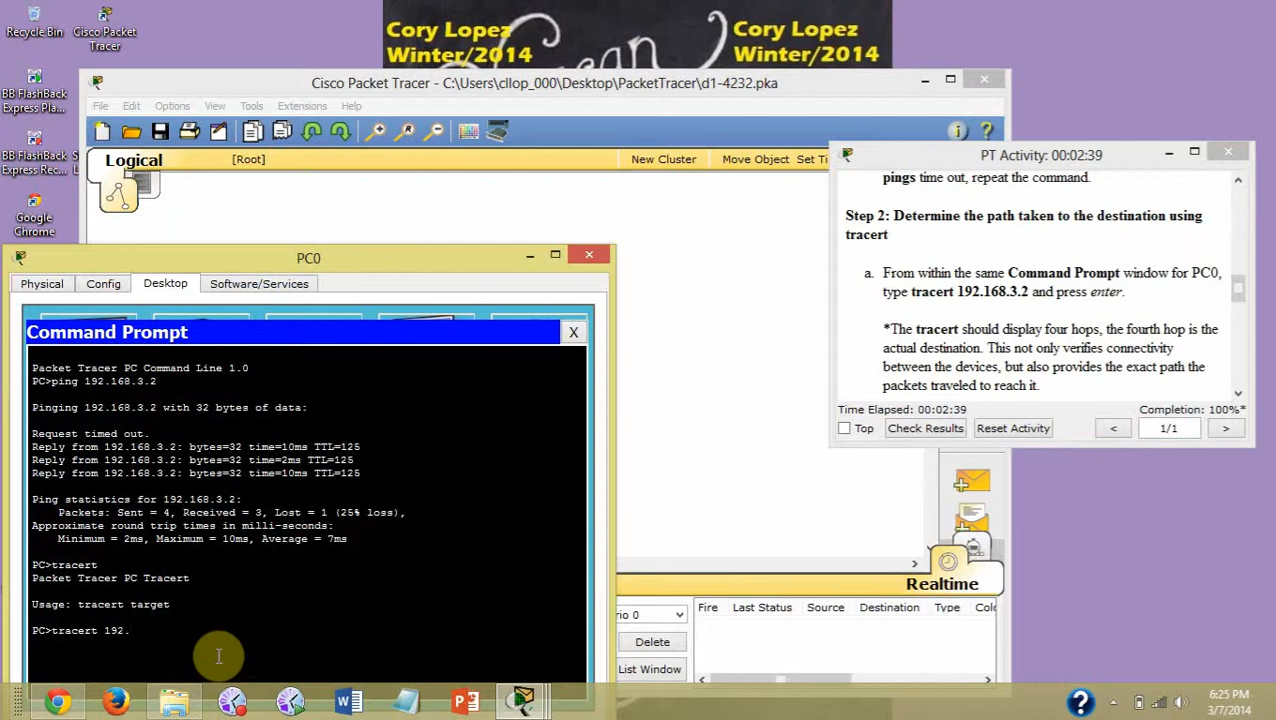 Recycle Bin
Cisco Packet
Tracer
BB FlashBack
Express Pla...
BB FlashBack
Express Rec...
Google
Chrome
Cory Lopez
Winter/2014
Cory Lopez
Winter/2014
Cisco Packet Tracer - C:\Users\cllop_000\Desktop\PacketTracer\d1-4232.pka
File Edit Options View Tools Extensions Help
Logical [Root] New Cluster Move Object Set Ti
PT Activity: 00:02:39
pings time out, repeat the command.
Step 2: Determine the path taken to the destination using
tracert
a. From within the same Command Prompt window for PC0,
type tracert 192.168.3.2 and press enter.
*The tracert should display four hops, the fourth hop is the
actual destination. This not only verifies connectivity
between the devices, but also provides the exact path the
packets traveled to reach it.
Time Elapsed: 00:02:39 Completion: 100%*
Top Check Results Reset Activity < 1/1 >
PC0
Physical Config Desktop Software/Services
Command Prompt X
Packet Tracer PC Command Line 1.0
PC>ping 192.168.3.2
Pinging 192.168.3.2 with 32 bytes of data:
Request timed out.
Reply from 192.168.3.2: bytes=32 time=10ms TTL=125
Reply from 192.168.3.2: bytes=32 time=2ms TTL=125
Reply from 192.168.3.2: bytes=32 time=10ms TTL=125
Ping statistics for 192.168.3.2:
Packets: Sent = 4, Received = 3, Lost = 1 (25% loss),
Approximate round trip times in milli-seconds:
Minimum = 2ms, Maximum = 10ms, Average = 7ms
PC>tracert
Packet Tracer PC Tracert
Usage: tracert target
PC>tracert 192.
Realtime
rio 0
Delete
List Window
Fire Last Status Source Destination Type Colo
6:25 PM
3/7/2014